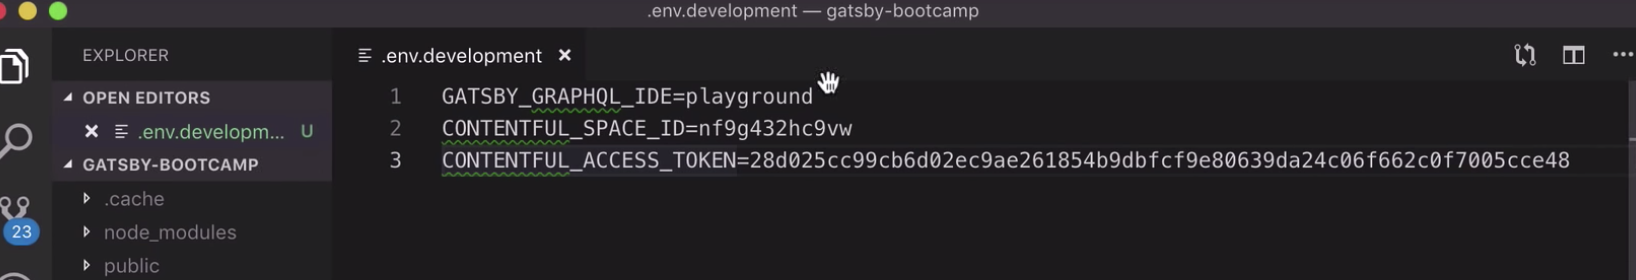 .env.development — gatsby-bootcamp
EXPLORER
.env.development
OPEN EDITORS
.env.developm... U
GATSBY-BOOTCAMP
.cache
node_modules
public
23
1 GATSBY_GRAPHQL_IDE=playground
2 CONTENTFUL_SPACE_ID=nf9g432hc9vw
3 CONTENTFUL_ACCESS_TOKEN=28d025cc99cb6d02ec9ae261854b9dbfcf9e80639da24c06f662c0f7005cce48